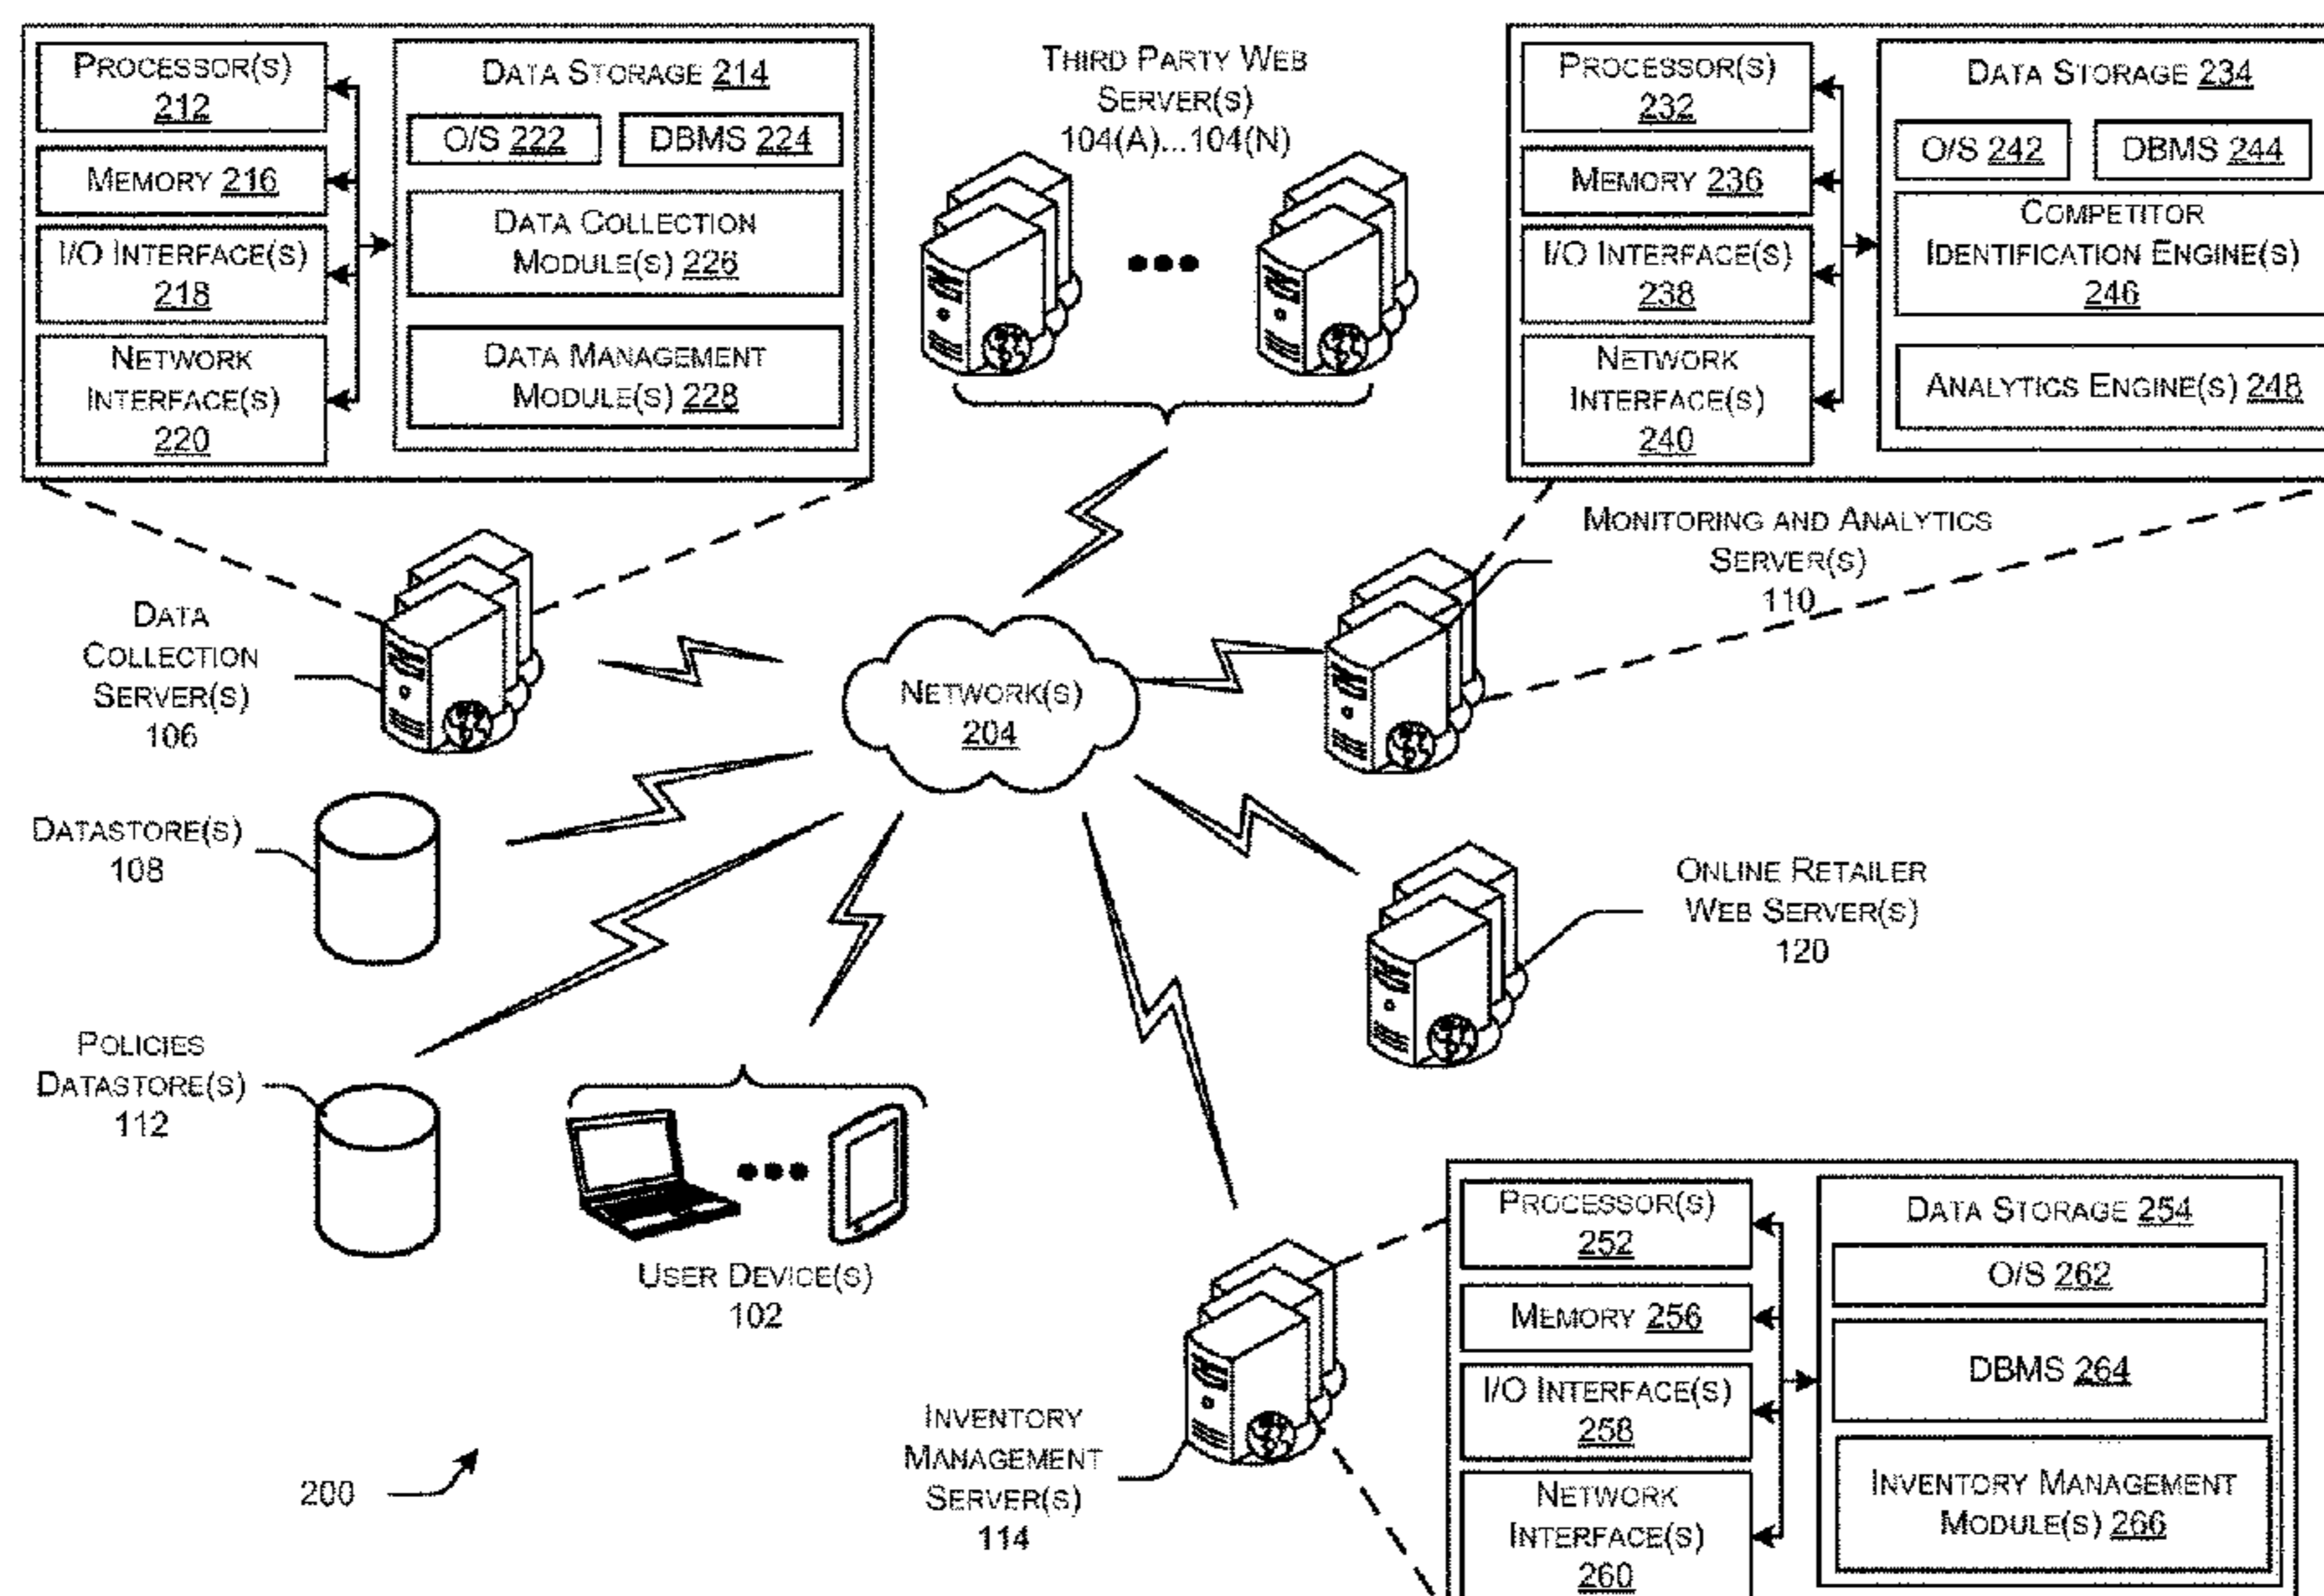 PROCESSOR(S)
212
MEMORY 216
I/O INTERFACE(S)
218
NETWORK
INTERFACE(S)
220
DATA STORAGE 214
O/S 222
DBMS 224
DATA COLLECTION
MODULE(S) 226
DATA MANAGEMENT
MODULE(S) 228
THIRD PARTY WEB
SERVER(S)
104(A)...104(N)
PROCESSOR(S)
232
MEMORY 236
I/O INTERFACE(S)
238
NETWORK
INTERFACE(S)
240
DATA STORAGE 234
O/S 242
DBMS 244
COMPETITOR
IDENTIFICATION ENGINE(S)
246
ANALYTICS ENGINE(S) 248
DATA
COLLECTION
SERVER(S)
106
NETWORK(S)
204
MONITORING AND ANALYTICS
SERVER(S)
110
DATASTORE(S)
108
ONLINE RETAILER
WEB SERVER(S)
120
POLICIES
DATASTORE(S)
112
USER DEVICE(S)
102
INVENTORY
MANAGEMENT
SERVER(S)
114
PROCESSOR(S)
252
MEMORY 256
I/O INTERFACE(S)
258
NETWORK
INTERFACE(S)
260
DATA STORAGE 254
O/S 262
DBMS 264
INVENTORY MANAGEMENT
MODULE(S) 266
200